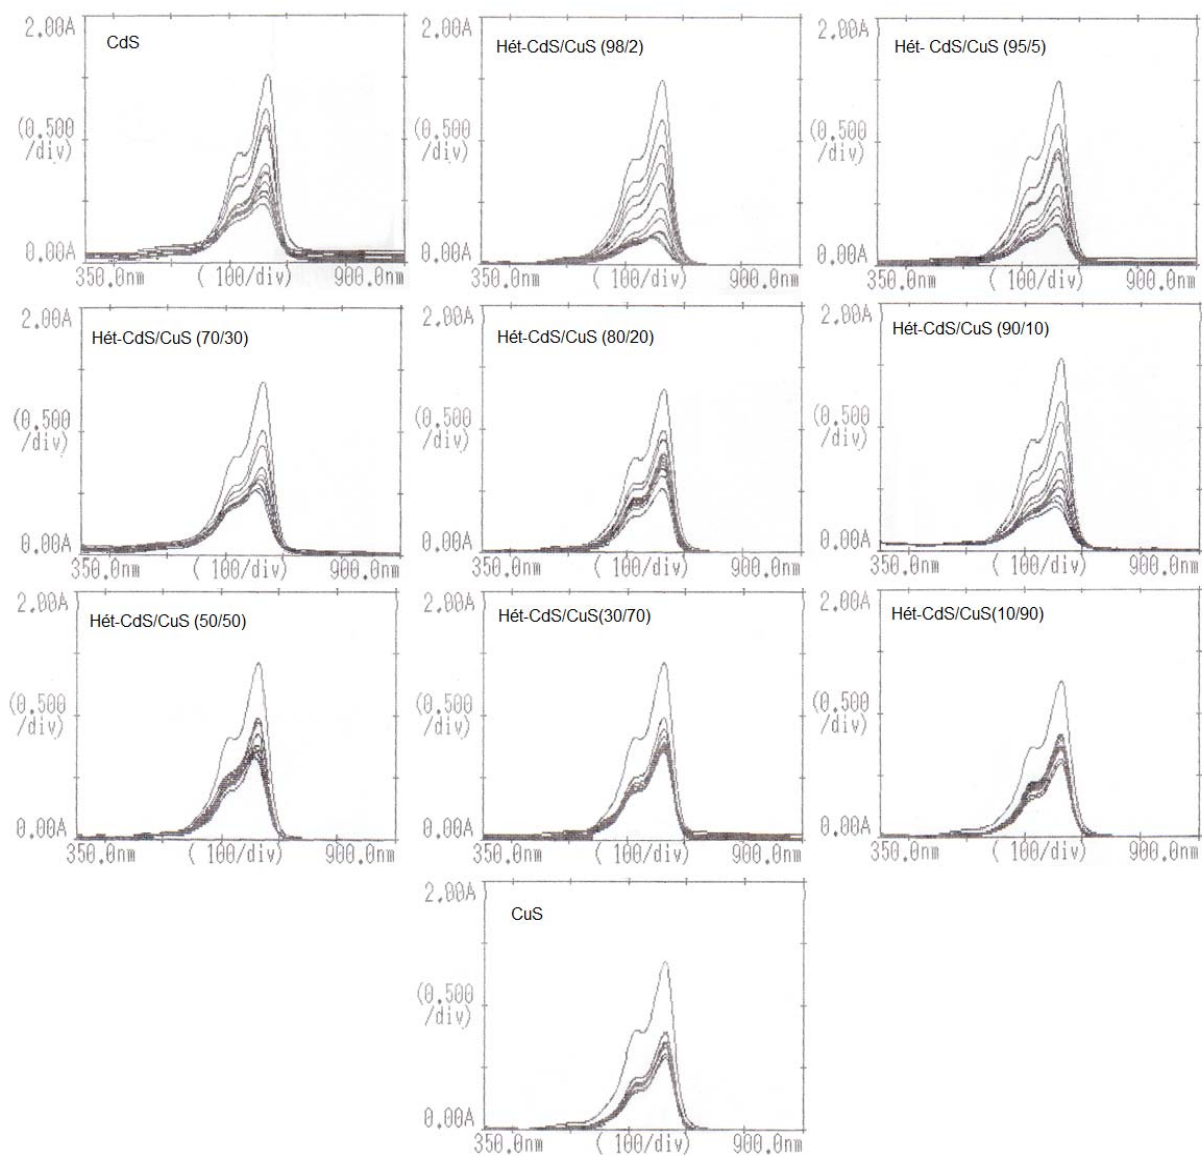 2.00A
CdS
(0.500
/div)
0.00A
350.0nm ( 100/div) 900.0nm
2.00A
Hét-CdS/CuS (98/2)
(0.500
/div)
0.00A
350.0nm ( 100/div) 900.0nm
2.00A
Hét- CdS/CuS (95/5)
(0.500
/div)
0.00A
350.0nm ( 100/div) 900.0nm
2.00A
Hét-CdS/CuS (70/30)
(0.500
/div)
0.00A
350.0nm ( 100/div) 900.0nm
2.00A
Hét-CdS/CuS (80/20)
(0.500
/div)
0.00A
350.0nm ( 100/div) 900.0nm
2.00A
Hét-CdS/CuS (90/10)
(0.500
/div)
0.00A
350.0nm ( 100/div) 900.0nm
2.00A
Hét-CdS/CuS (50/50)
(0.500
/div)
0.00A
350.0nm ( 100/div) 900.0nm
2.00A
Hét-CdS/CuS(30/70)
(0.500
/div)
0.00A
350.0nm ( 100/div) 900.0nm
2.00A
Hét-CdS/CuS(10/90)
(0.500
/div)
0.00A
350.0nm ( 100/div) 900.0nm
2.00A
CuS
(0.500
/div)
0.00A
350.0nm ( 100/div) 900.0nm